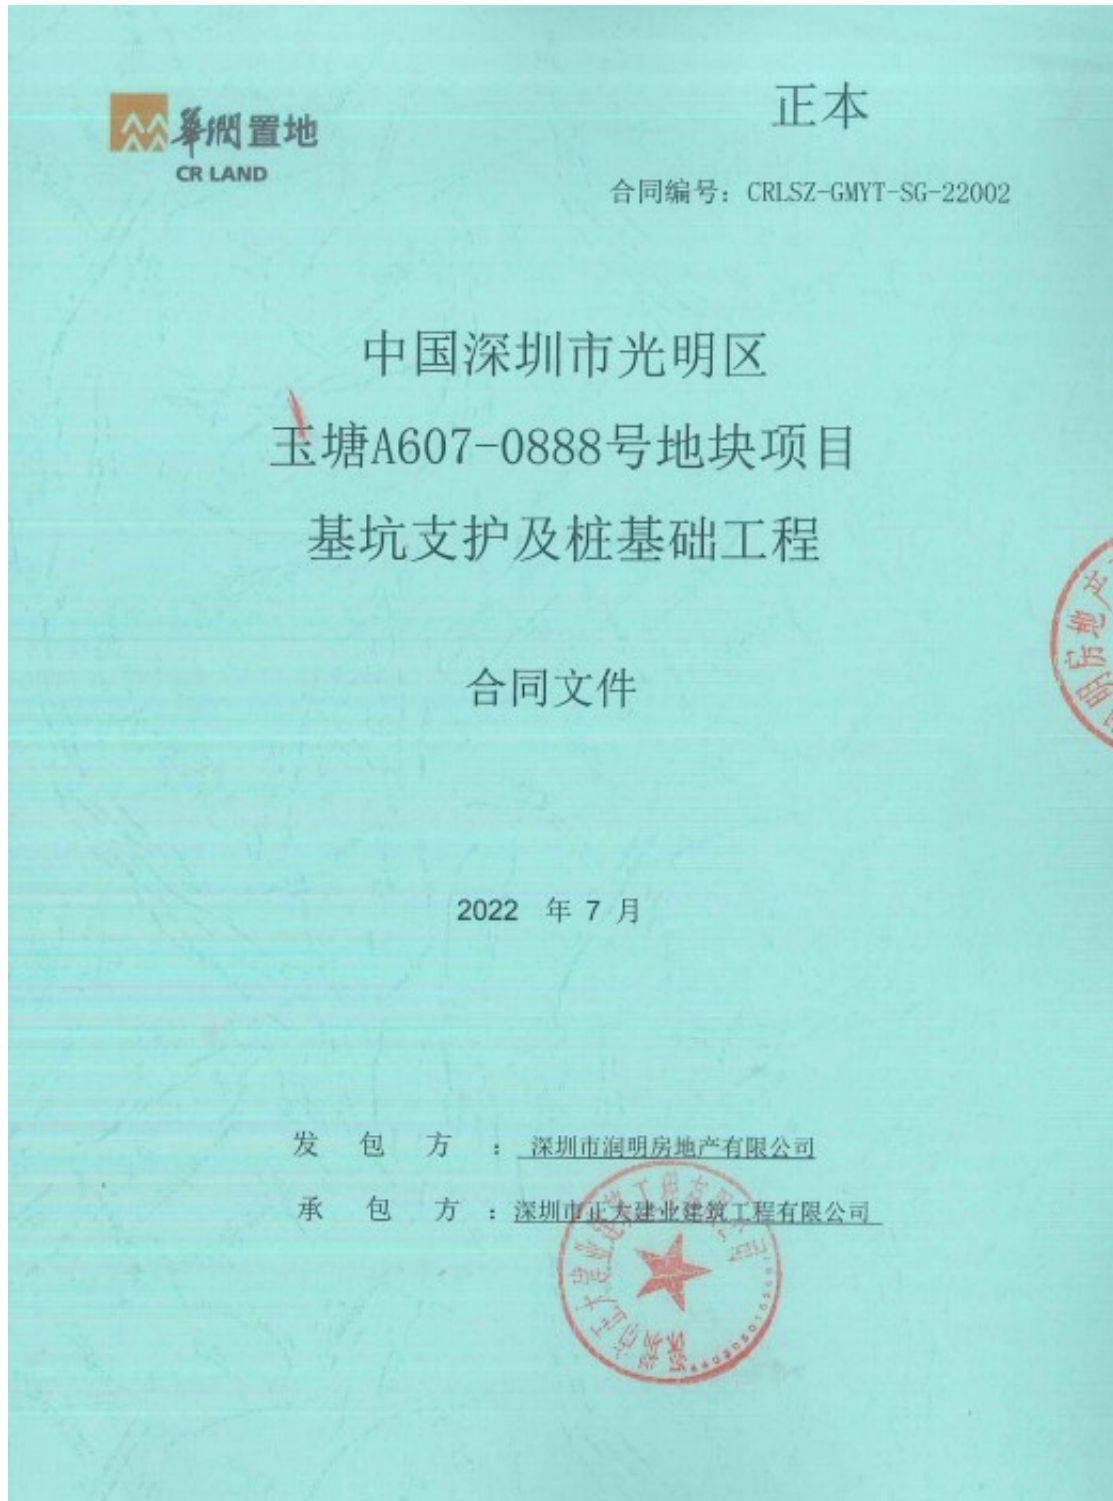 正本
華潤置地
CR LAND
合同编号：CRLSZ-GMYT-SG-22002
中国深圳市光明区
玉塘A607-0888号地块项目
基坑支护及桩基础工程
合同文件
2022 年 7 月
发 包 方 ：深圳市润明房地产有限公司
承 包 方 ：深圳市正大建业建筑工程有限公司